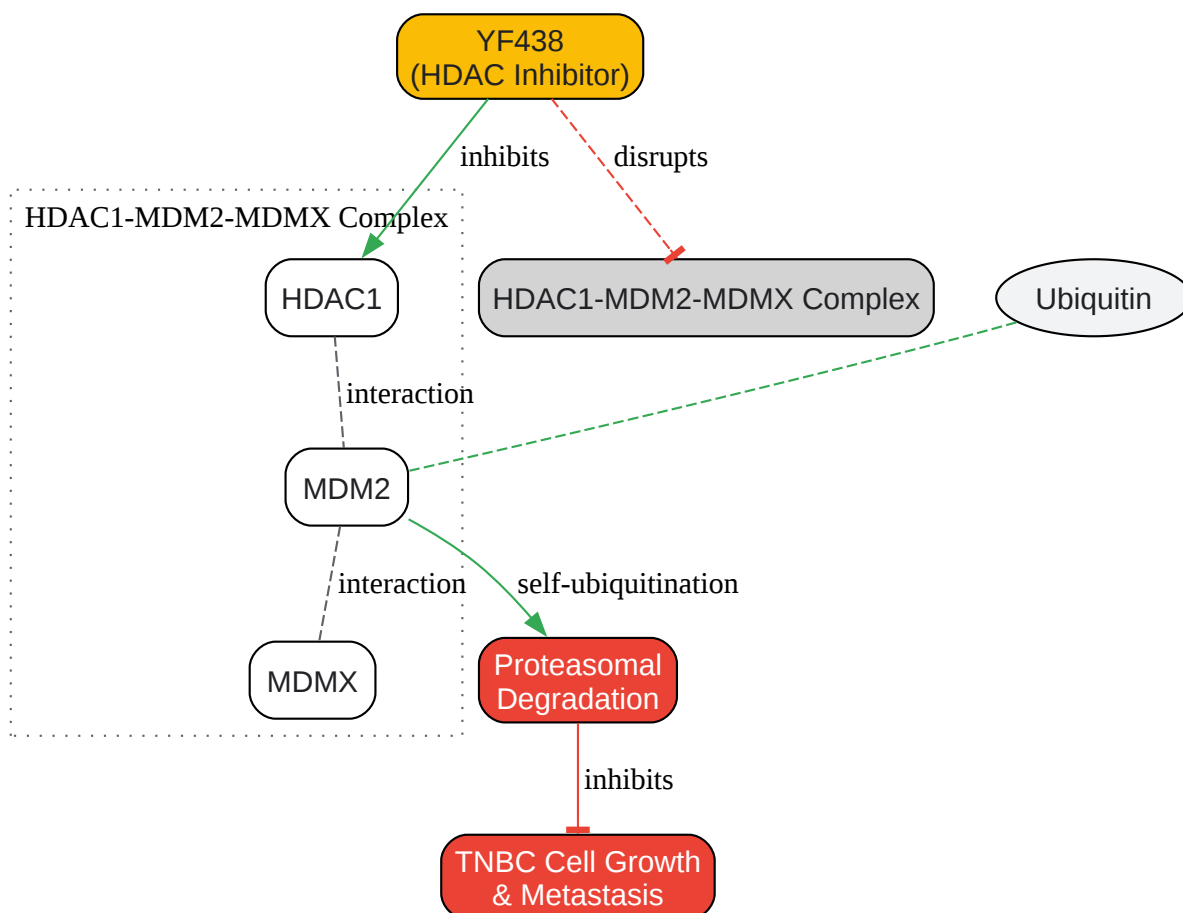 YF438
(HDAC Inhibitor)
inhibits
disrupts
HDAC1-MDM2-MDMX Complex
HDAC1
HDAC1-MDM2-MDMX Complex
Ubiquitin
interaction
MDM2
interaction
self-ubiquitination
MDMX
Proteasomal
Degradation
inhibits
TNBC Cell Growth
& Metastasis